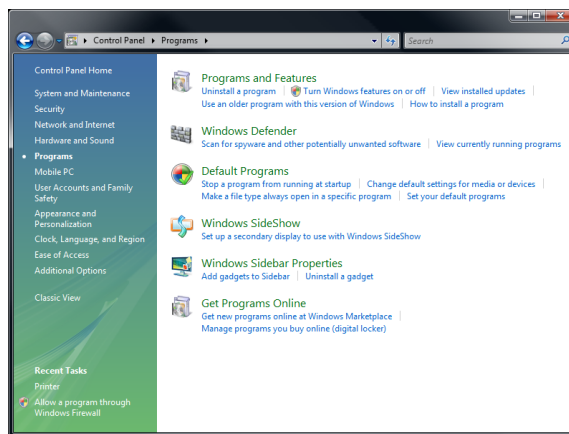 Control Panel Programs
Search
Control Panel Home
System and Maintenance
Security
Network and Internet
Hardware and Sound
Programs
Mobile PC
User Accounts and Family
Safety
Appearance and
Personalization
Clock, Language, and Region
Ease of Access
Additional Options
Classic View
Recent Tasks
Printer
Allow a program through
Windows Firewall
Programs and Features
Uninstall a program Turn Windows features on or off View installed updates
Use an older program with this version of Windows How to install a program
Windows Defender
Scan for spyware and other potentially unwanted software View currently running programs
Default Programs
Stop a program from running at startup Change default settings for media or devices
Make a file type always open in a specific program Set your default programs
Windows SideShow
Set up a secondary display to use with Windows SideShow
Windows Sidebar Properties
Add gadgets to Sidebar Uninstall a gadget
Get Programs Online
Get new programs online at Windows Marketplace
Manage programs you buy online (digital locker)